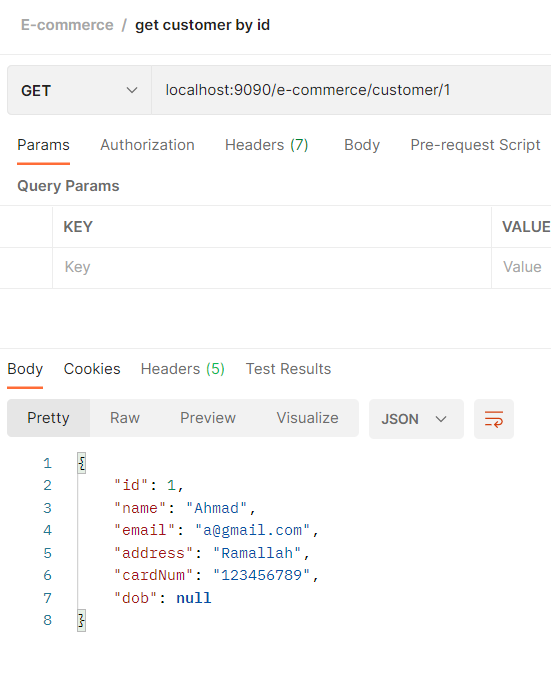 E-commerce / get customer by id
GET localhost:9090/e-commerce/customer/1
Params Authorization Headers (7) Body Pre-request Script
Query Params
KEY VALUE
Key Value
Body Cookies Headers (5) Test Results
Pretty Raw Preview Visualize JSON
1 {
2 "id": 1,
3 "name": "Ahmad",
4 "email": "a@gmail.com",
5 "address": "Ramallah",
6 "cardNum": "123456789",
7 "dob": null
8 }